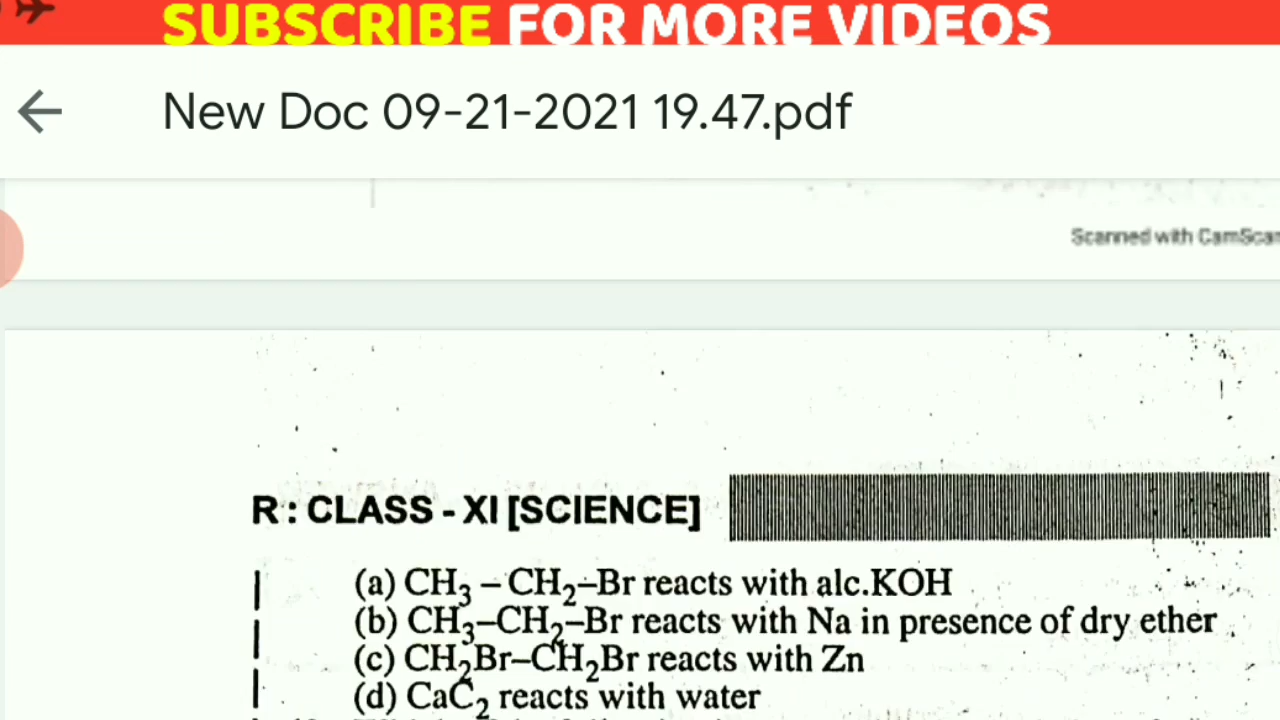 SUBSCRIBE FOR MORE VIDEOS
New Doc 09-21-2021 19.47.pdf
Scanned with CamScan
R : CLASS - XI [SCIENCE]
(a) CH₃ – CH₂–Br reacts with alc.KOH
(b) CH₃–CH₂–Br reacts with Na in presence of dry ether
(c) CH₂Br–CH₂Br reacts with Zn
(d) CaC₂ reacts with water